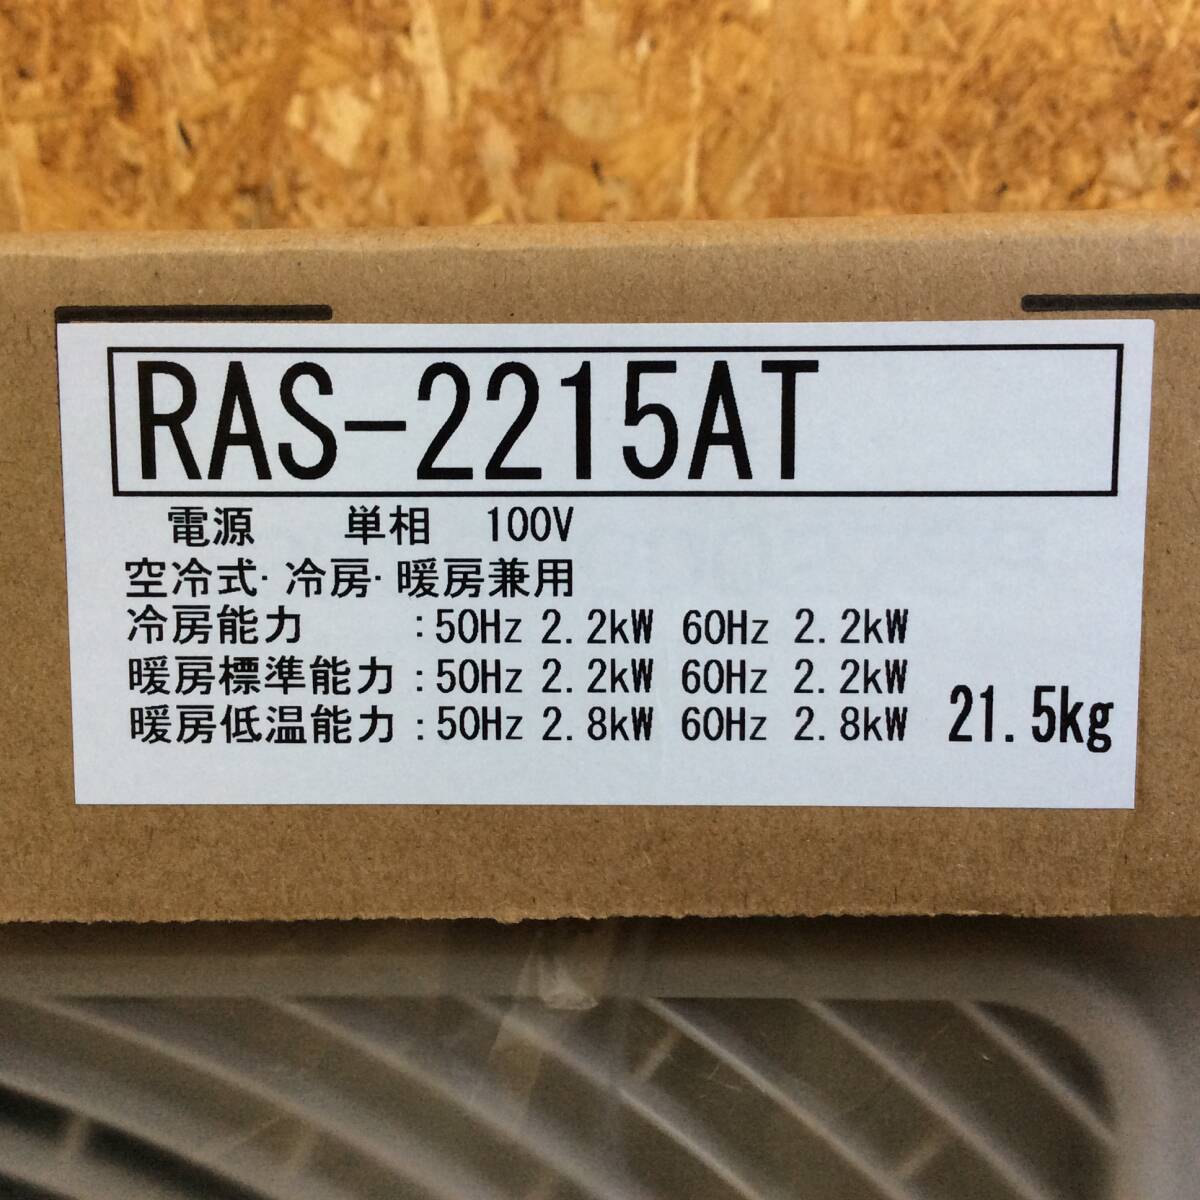 RAS-2215AT
電源 単相 100V
空冷式・冷房・暖房兼用
冷房能力 :50Hz 2.2kW 60Hz 2.2kW
暖房標準能力:50Hz 2.2kW 60Hz 2.2kW
暖房低温能力:50Hz 2.8kW 60Hz 2.8kW 21.5kg